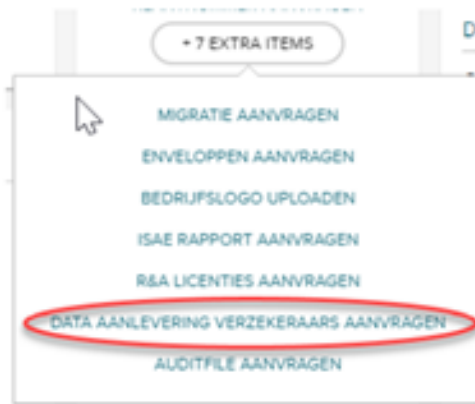 + 7 EXTRA ITEMS
MIGRATIE AANVRAGEN
ENVELOPPEN AANVRAGEN
BEDRIJFSLOGO UPLOADEN
ISAE RAPPORT AANVRAGEN
R&A LICENTIES AANVRAGEN
DATA AANLEVERING VERZEKERAARS AANVRAGEN
AUDITFILE AANVRAGEN